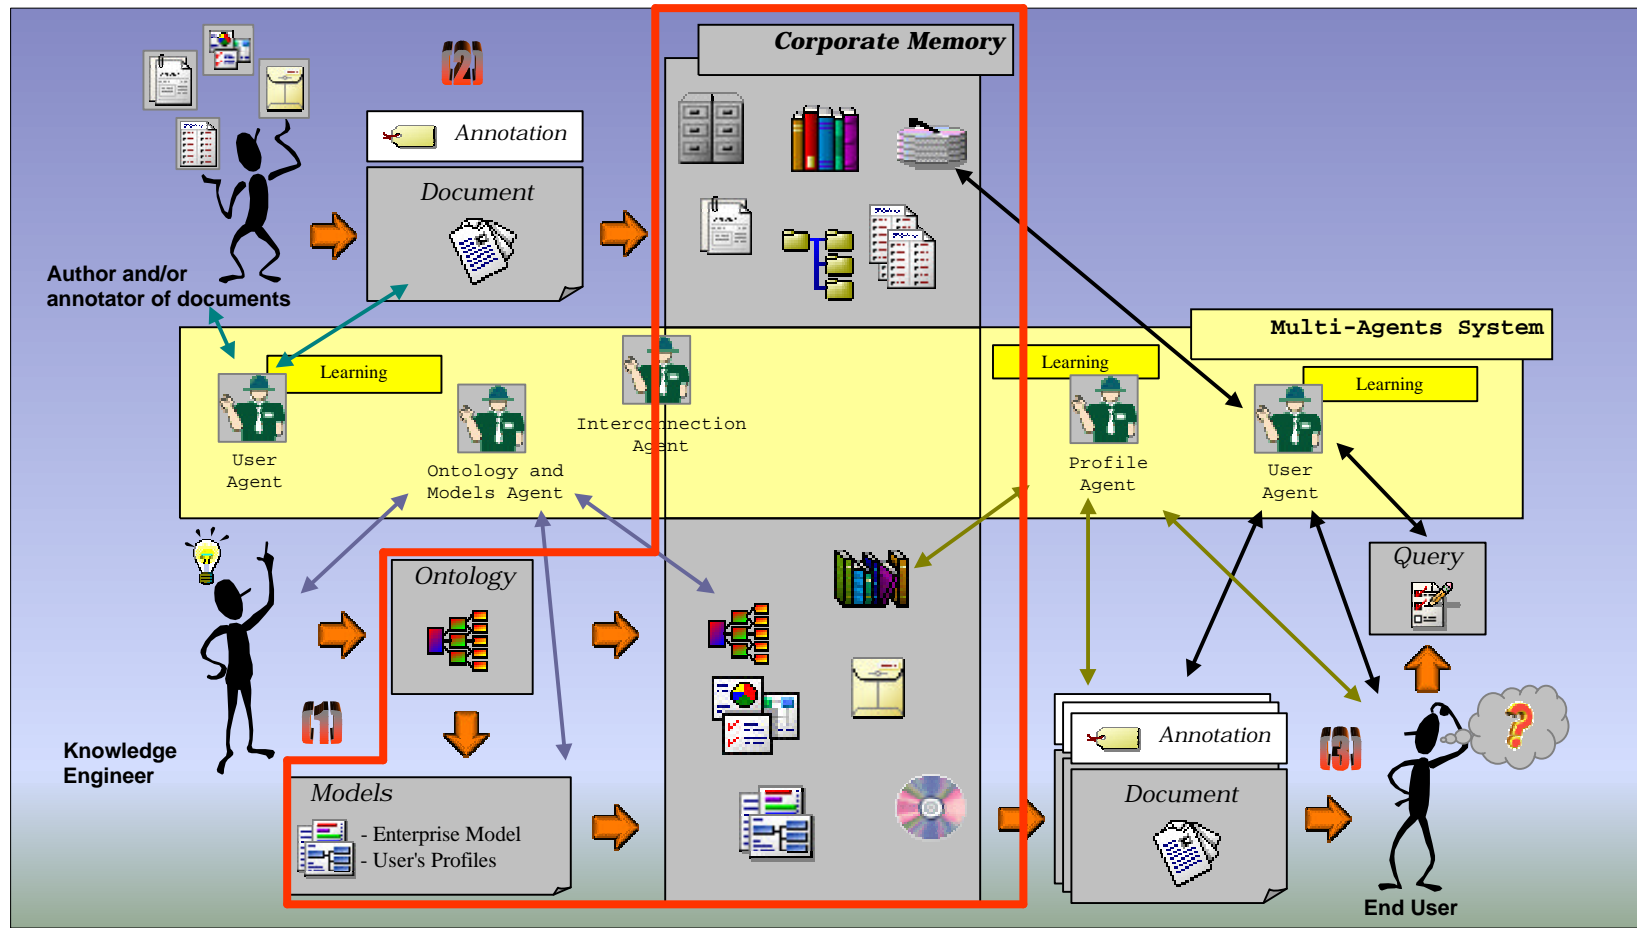 Corporate Memory
(2)
Annotation
Document
Author and/or
annotator of documents
Multi-Agents System
Learning
Learning
Learning
User
Agent
Ontology and
Models Agent
Interconnection
Agent
Profile
Agent
User
Agent
Ontology
Query
(1)
Knowledge
Engineer
Models
- Enterprise Model
- User's Profiles
Annotation
Document
(3)
?
End User